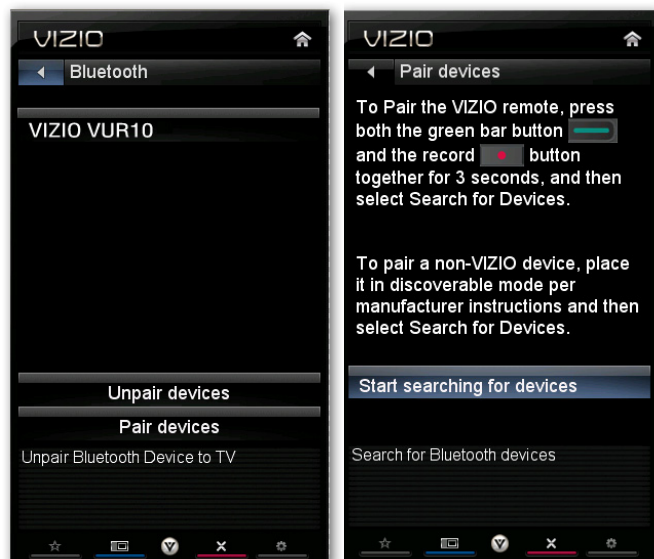 VIZIO
Bluetooth
VIZIO VUR10
Unpair devices
Pair devices
Unpair Bluetooth Device to TV
VIZIO
Pair devices
To Pair the VIZIO remote, press
both the green bar button
and the record button
together for 3 seconds, and then
select Search for Devices.
To pair a non-VIZIO device, place
it in discoverable mode per
manufacturer instructions and then
select Search for Devices.
Start searching for devices
Search for Bluetooth devices